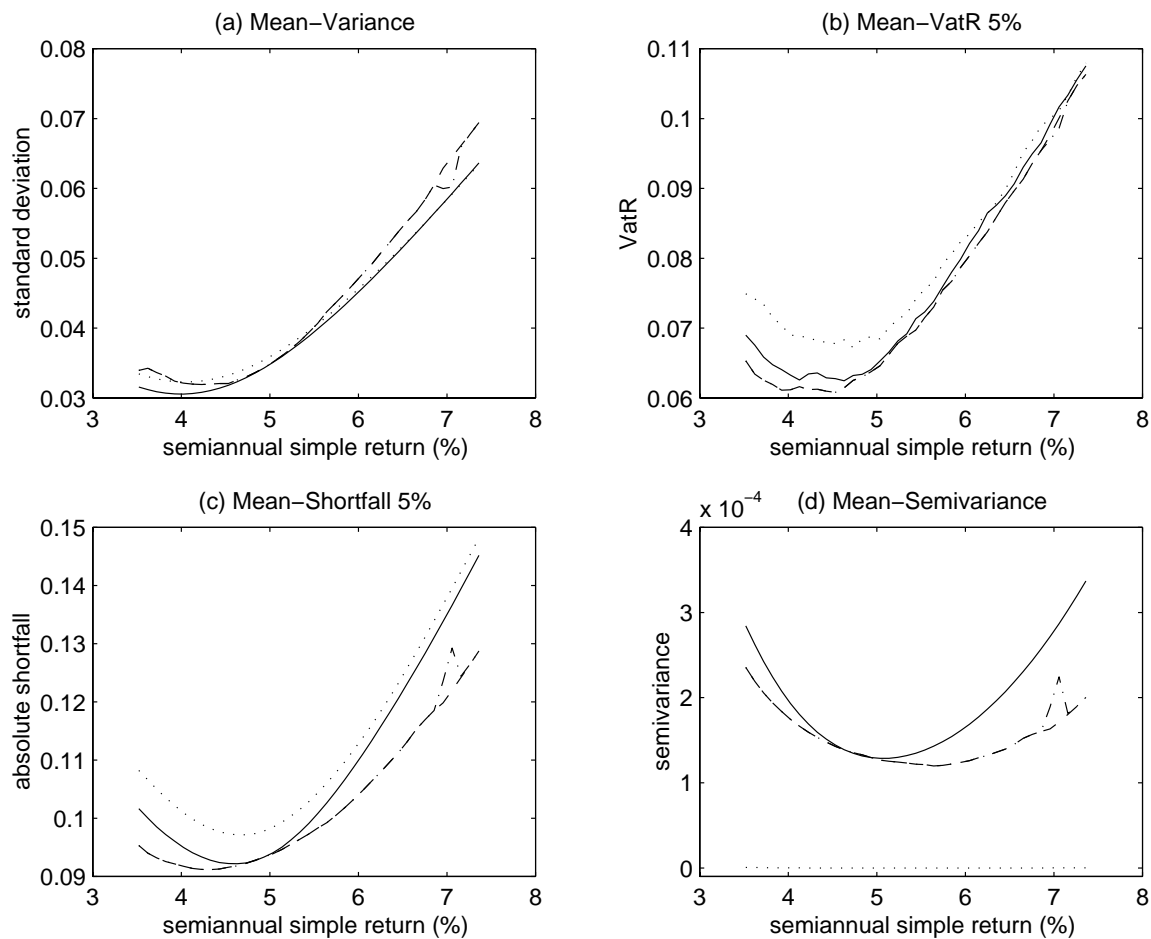 (a) Mean−Variance
0.08
0.07
0.06
0.05
0.04
0.03
3 4 5 6 7 8
standard deviation
semiannual simple return (%)
(b) Mean−VatR 5%
0.11
0.1
0.09
0.08
0.07
0.06
3 4 5 6 7 8
VatR
semiannual simple return (%)
(c) Mean−Shortfall 5%
0.15
0.14
0.13
0.12
0.11
0.1
0.09
3 4 5 6 7 8
absolute shortfall
semiannual simple return (%)
x 10−4
(d) Mean−Semivariance
4
3
2
1
0
3 4 5 6 7 8
semivariance
semiannual simple return (%)